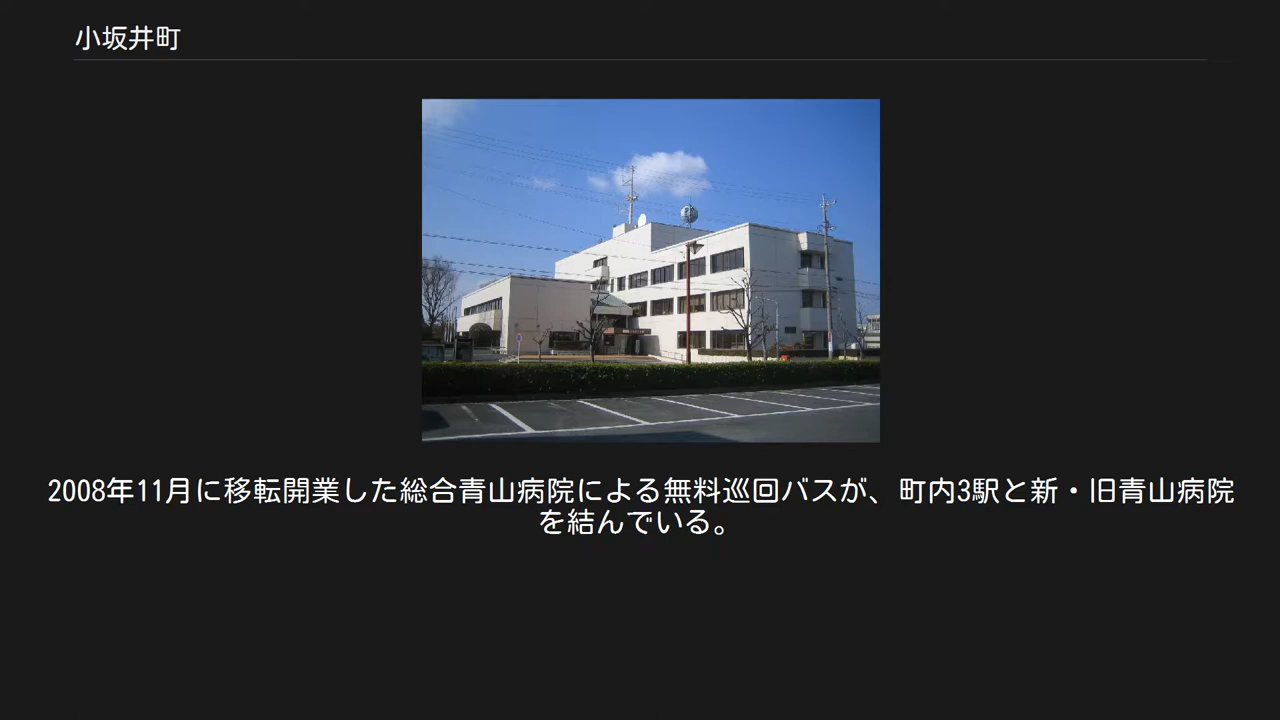 小坂井町
2008年11月に移転開業した総合青山病院による無料巡回バスが、町内3駅と新・旧青山病院
を結んでいる。